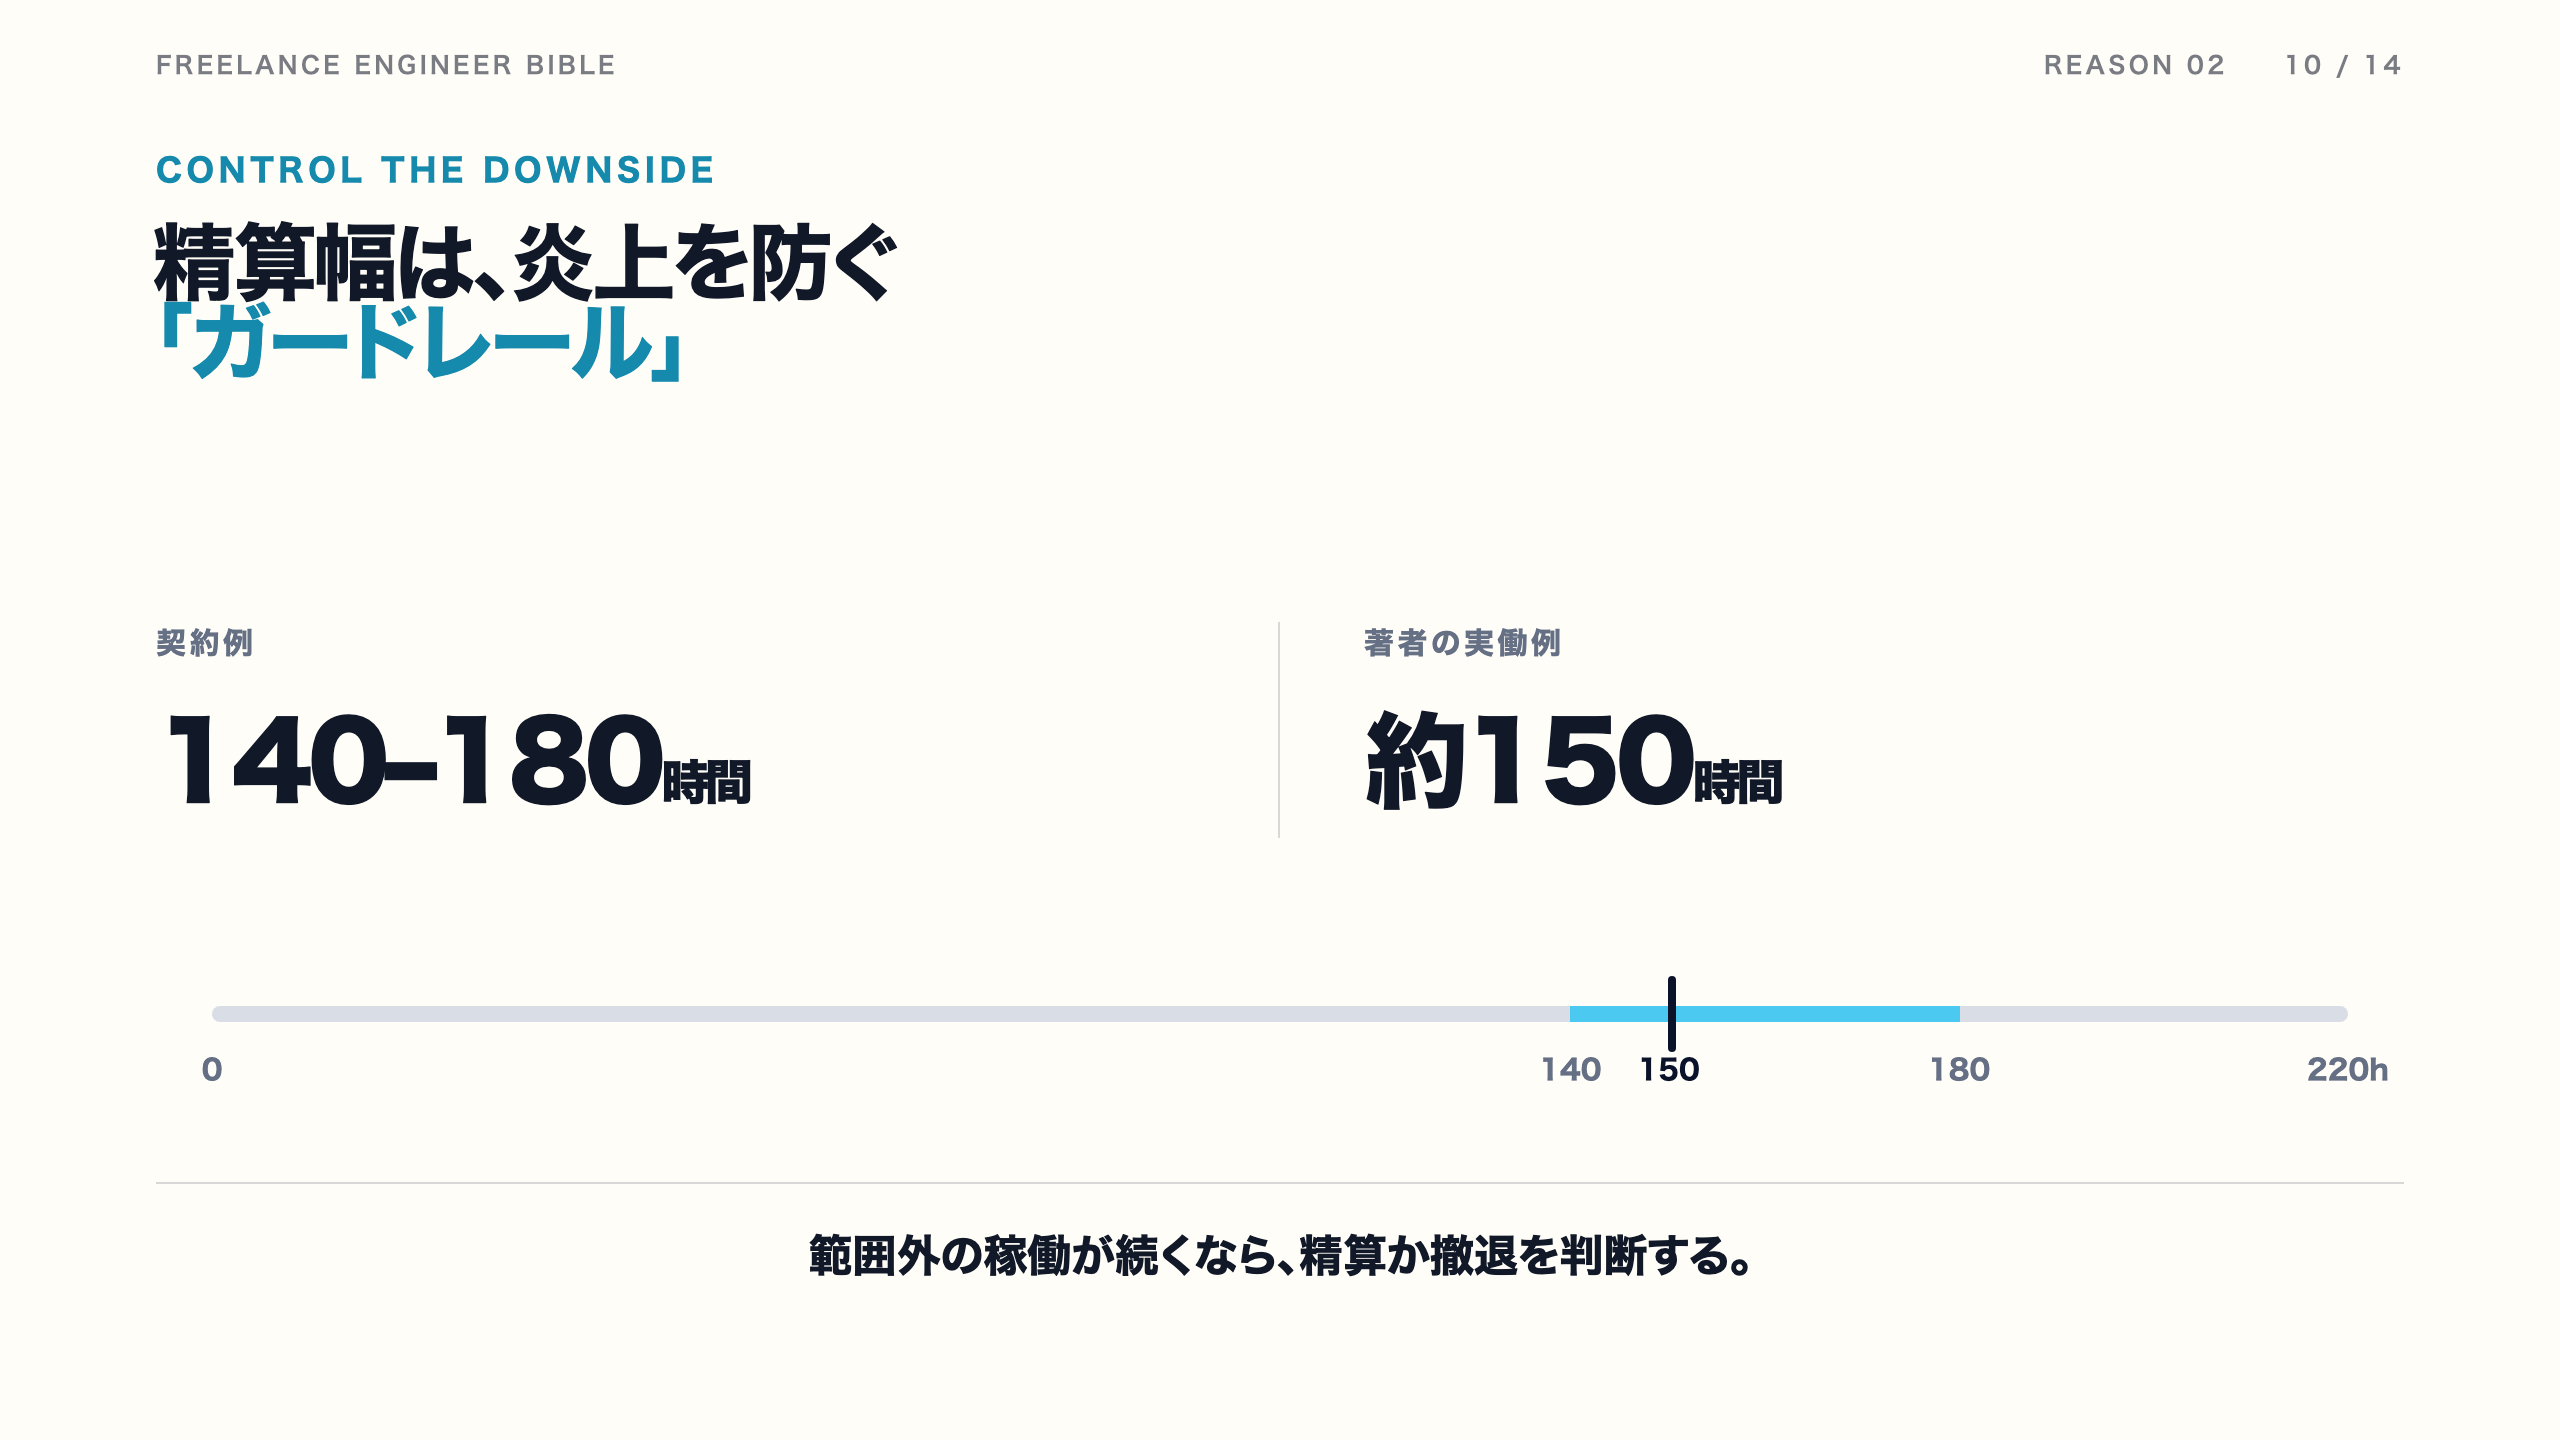 FREELANCE ENGINEER BIBLE
REASON 02 10 / 14
CONTROL THE DOWNSIDE
精算幅は、炎上を防ぐ
「ガードレール」
契約例
140–180時間
著者の実働例
約150時間
0 140 150 180 220h
範囲外の稼働が続くなら、精算か撤退を判断する。